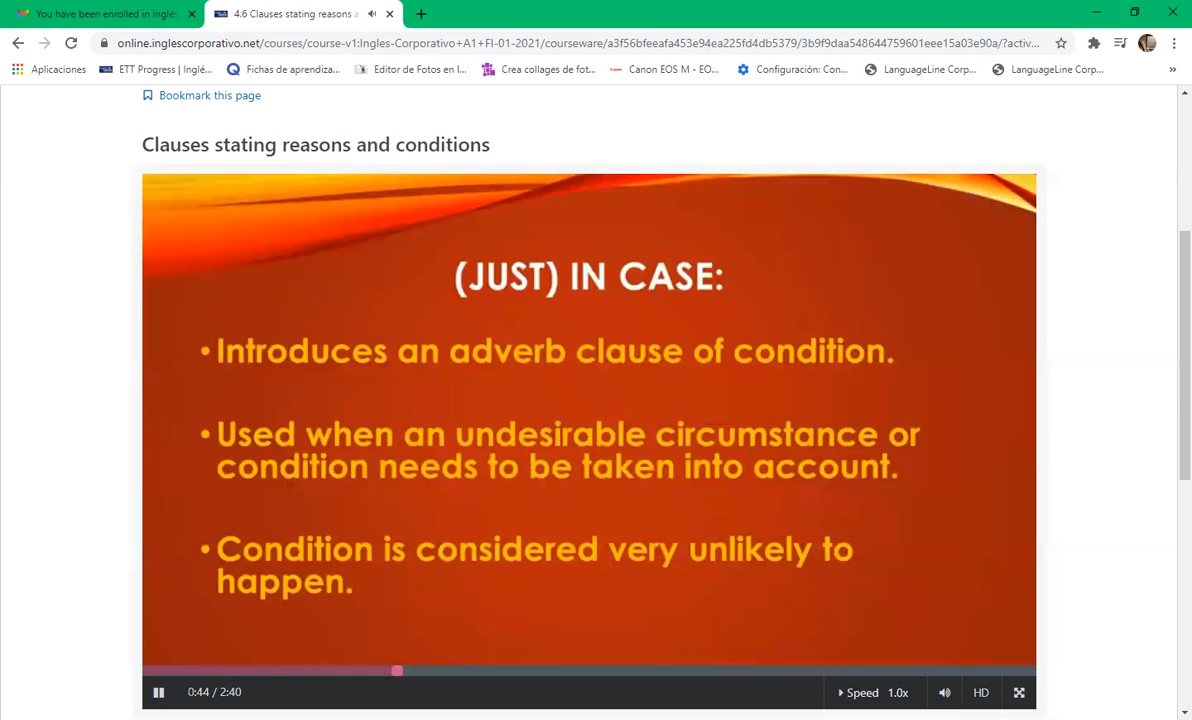 You have been enrolled in Inglé
4.6 Clauses stating reasons a
online.inglescorporativo.net/courses/course-v1:Ingles-Corporativo+A1+FI-01-2021/courseware/a3f56bfeeafa453e94ea225fd4db5379/3b9f9daa548644759601eee15a03e90a/?activ...
Aplicaciones
ETT Progress | Inglé...
Fichas de aprendiza...
Editor de Fotos en l...
Crea collages de fot...
Canon EOS M - EO...
Configuración: Con...
LanguageLine Corp...
LanguageLine Corp...
Bookmark this page
Clauses stating reasons and conditions
(JUST) IN CASE:
•Introduces an adverb clause of condition.
•Used when an undesirable circumstance or
condition needs to be taken into account.
•Condition is considered very unlikely to
happen.
0:44 / 2:40
Speed 1.0x
HD